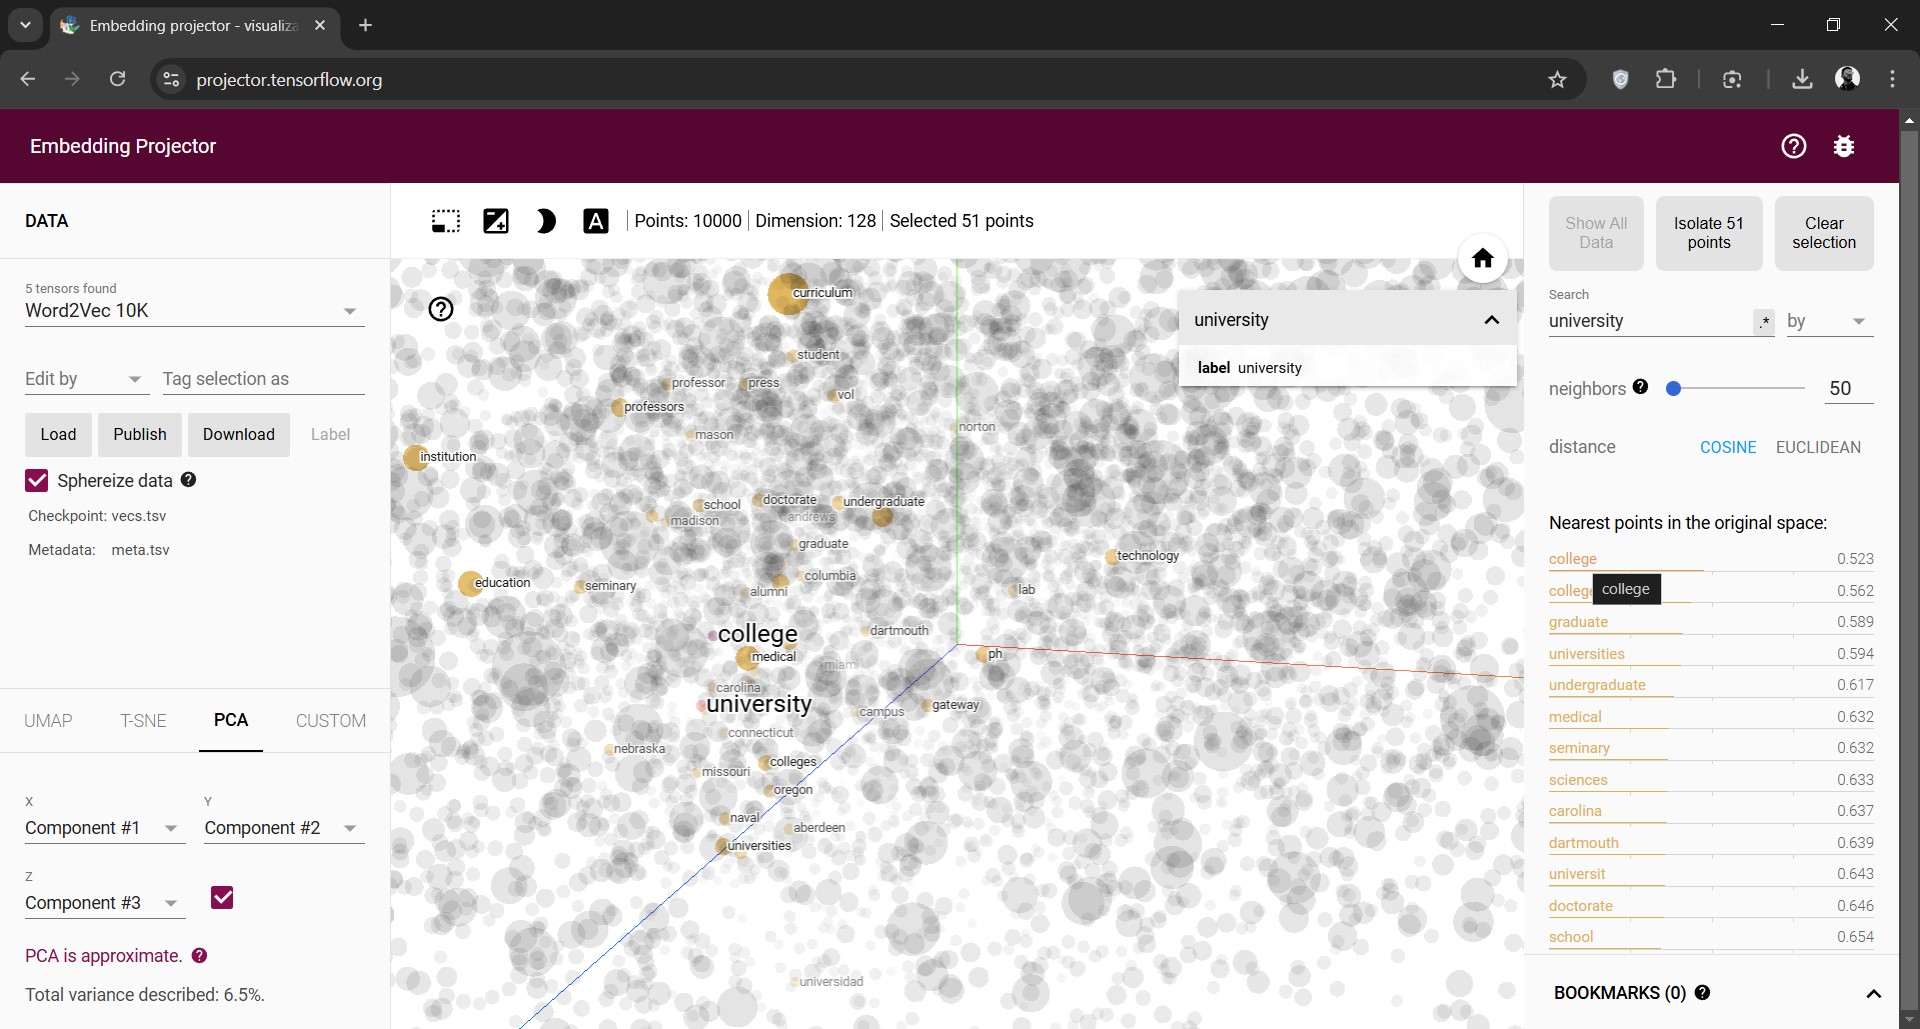 Embedding projector - visualiza
projector.tensorflow.org
Embedding Projector
DATA
5 tensors found
Word2Vec 10K
Edit by
Tag selection as
Load
Publish
Download
Label
Sphereize data
Checkpoint: vecs.tsv
Metadata: meta.tsv
UMAP
T-SNE
PCA
CUSTOM
X
Component #1
Y
Component #2
Z
Component #3
PCA is approximate.
Total variance described: 6.5%.
A
Points: 10000
Dimension: 128
Selected 51 points
curriculum
student
professor
press
vol
professors
mason
norton
institution
school
doctorate
undergraduate
madison
andrews
graduate
technology
columbia
education
seminary
alumni
lab
college
dartmouth
medical
miami
ph
carolina
university
campus
gateway
connecticut
nebraska
colleges
missouri
oregon
naval
aberdeen
universities
universidad
university
label university
Show All
Data
Isolate 51
points
Clear
selection
Search
university
.*
by
neighbors
50
distance
COSINE
EUCLIDEAN
Nearest points in the original space:
college 0.523
college
0.562
graduate 0.589
universities 0.594
undergraduate 0.617
medical 0.632
seminary 0.632
sciences 0.633
carolina 0.637
dartmouth 0.639
universit 0.643
doctorate 0.646
school 0.654
BOOKMARKS (0)